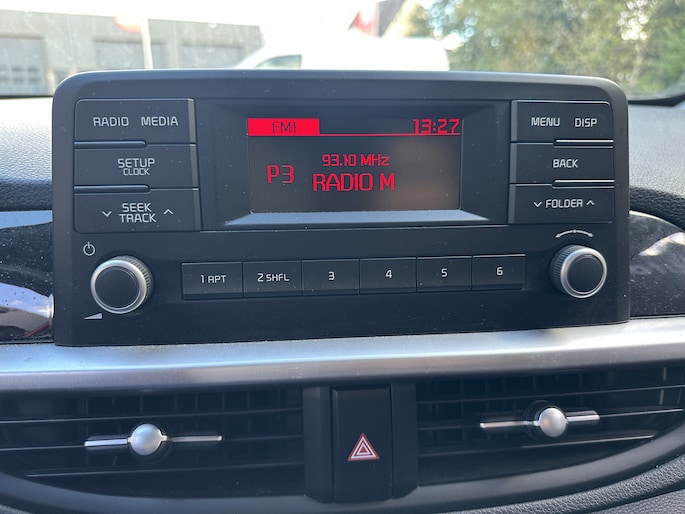 RADIO MEDIA
SETUP
CLOCK
SEEK
TRACK
FM1 13:27
93.10 MHz
P3 RADIO M
MENU DISP
BACK
FOLDER
1 RPT 2 SHFL 3 4 5 6